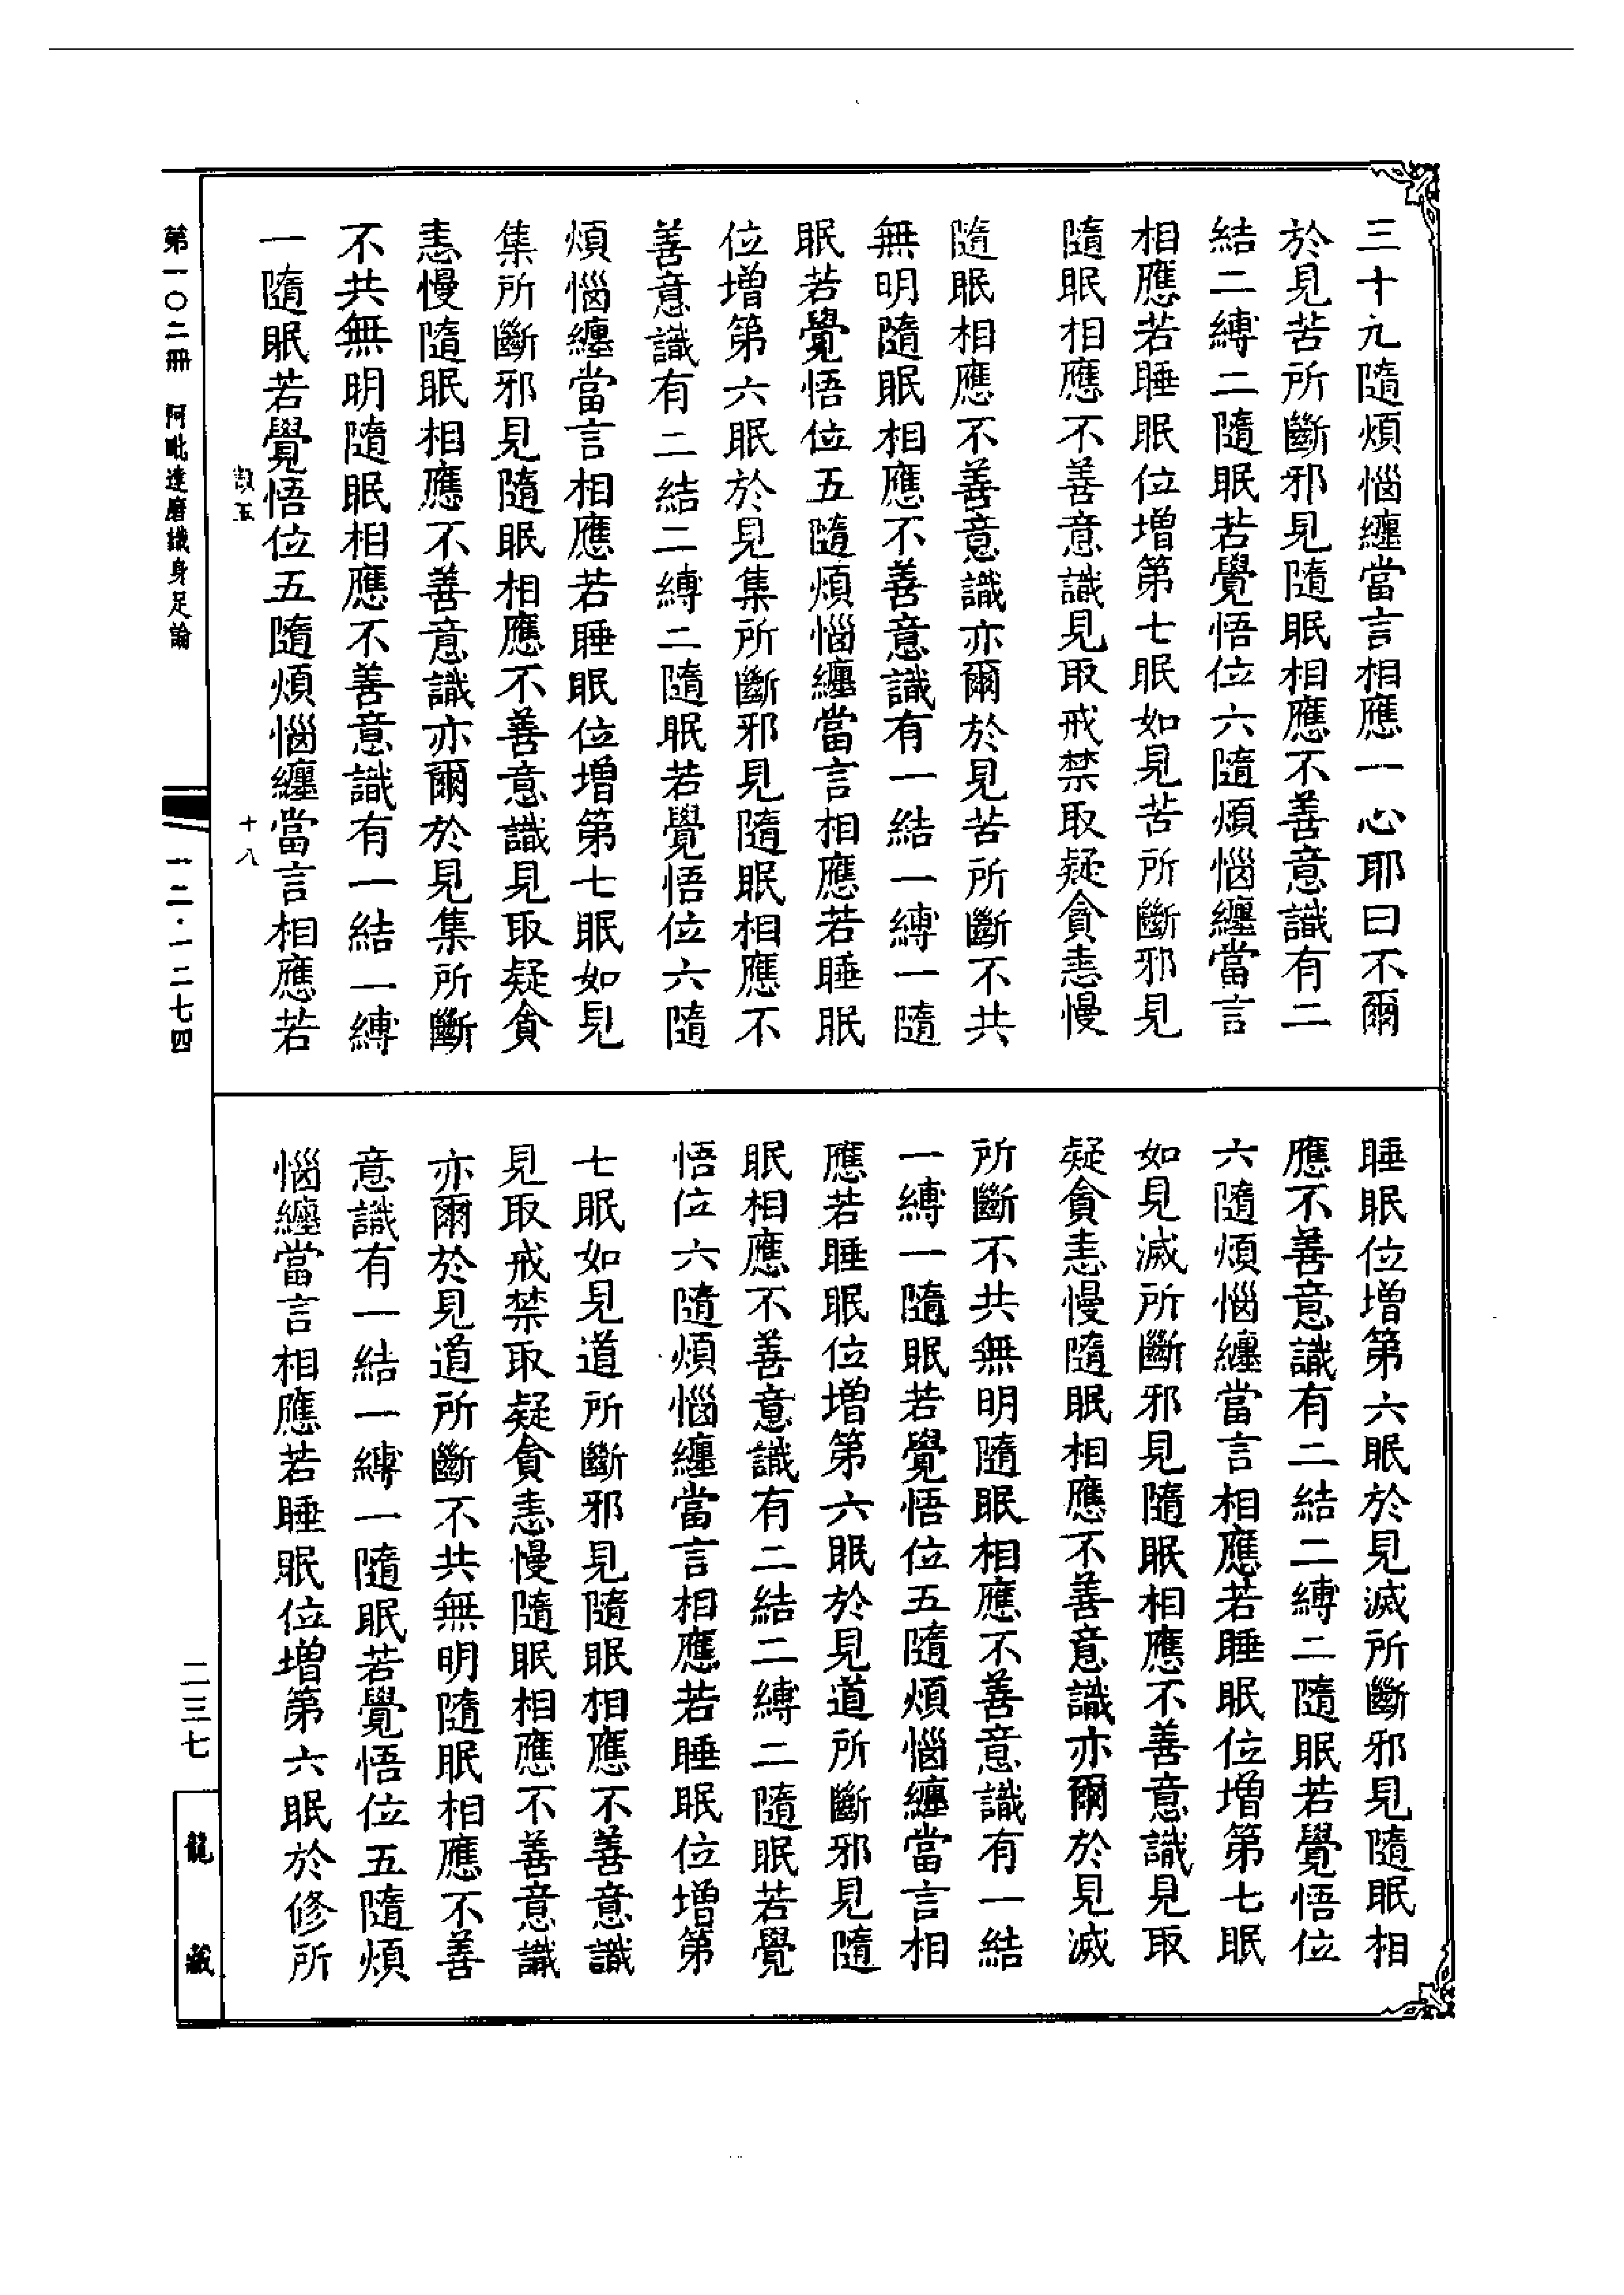 三十九隨煩惱纏當言相應一心耶曰不爾
於見苦所斷邪見隨眠相應不善意識有二
結二縛二隨眠若覺悟位六隨煩惱纏當言
相應若睡眠位增第七眠如見苦所斷邪見
隨眠相應不善意識見取戒禁取疑貪恚慢
隨眠相應不善意識亦爾於見苦所斷不共
無明隨眠相應不善意識有一結一縛一隨
眠若覺悟位五隨煩惱纏當言相應若睡眠
位增第六眠於見集所斷邪見隨眠相應不
善意識有二結二縛二隨眠若覺悟位六隨
煩惱纏當言相應若睡眠位增第七眠如見
集所斷邪見隨眠相應不善意識見取疑貪
恚慢隨眠相應不善意識亦爾於見集所斷
不共無明隨眠相應不善意識有一結一縛
一隨眠若覺悟位五隨煩惱纏當言相應若
睡眠位增第六眠於見滅所斷邪見隨眠相
應不善意識有二結二縛二隨眠若覺悟位
六隨煩惱纏當言相應若睡眠位增第七眠
如見滅所斷邪見隨眠相應不善意識見取
疑貪恚慢隨眠相應不善意識亦爾於見滅
所斷不共無明隨眠相應不善意識有一結
一縛一隨眠若覺悟位五隨煩惱纏當言相
應若睡眠位增第六眠於見道所斷邪見隨
眠相應不善意識有二結二縛二隨眠若覺
悟位六隨煩惱纏當言相應若睡眠位增第
七眠如見道所斷邪見隨眠相應不善意識
見取戒禁取疑貪恚慢隨眠相應不善意識
亦爾於見道所斷不共無明隨眠相應不善
意識有一結一縛一隨眠若覺悟位五隨煩
惱纏當言相應若睡眠位增第六眠於修所
五 十八
第一〇二冊 阿毗達磨識身足論 一二·一二七四
二三七
龍藏